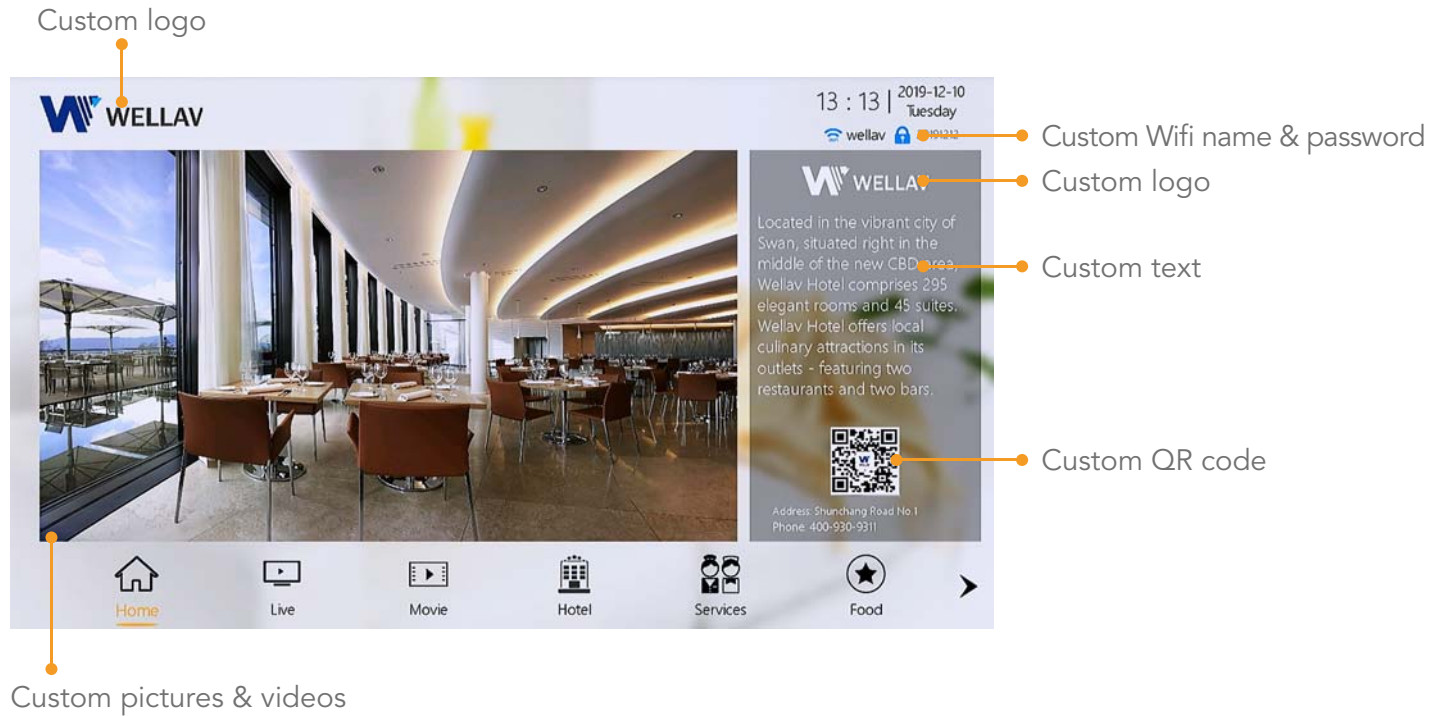 Custom logo
WELLAV
13 : 13 | 2019-12-10
Tuesday
wellav
Custom Wifi name & password
WELLAV
Custom logo
Located in the vibrant city of
Swan, situated right in the
middle of the new CBD area,
Wellav Hotel comprises 295
elegant rooms and 45 suites.
Wellav Hotel offers local
culinary attractions in its
outlets - featuring two
restaurants and two bars.
Custom text
Custom QR code
Address: Shunchang Road No.1
Phone: 400-930-9311
Home
Live
Movie
Hotel
Services
Food
Custom pictures & videos